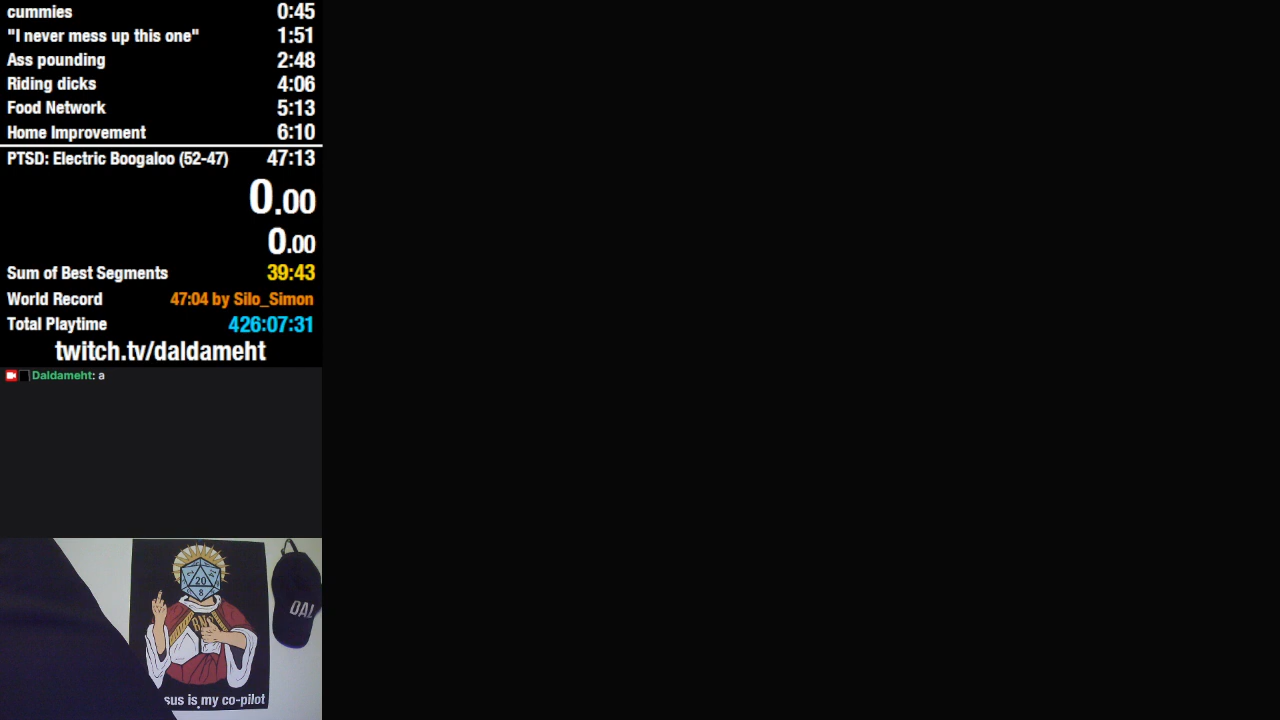 cummies 0:45
"I never mess up this one" 1:51
Ass pounding 2:48
Riding dicks 4:06
Food Network 5:13
Home Improvement 6:10
PTSD: Electric Boogaloo (52-47) 47:13
0.00
0.00
Sum of Best Segments 39:43
World Record 47:04 by Silo_Simon
Total Playtime 426:07:31
twitch.tv/daldameht
Daldameht: a
20
8
DAL
sus is my co-pilot